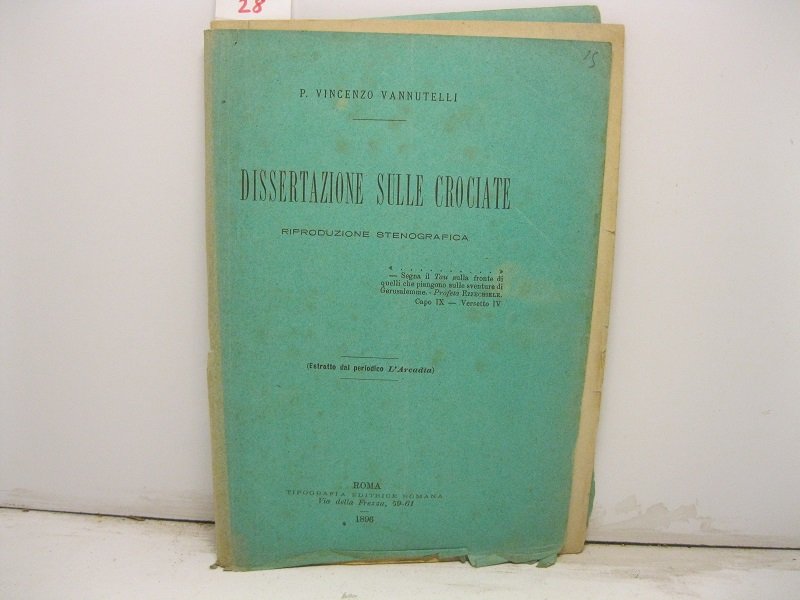 28
15
P. VINCENZO VANNUTELLI
DISSERTAZIONE SULLE CROCIATE
RIPRODUZIONE STENOGRAFICA
« . . . . . . . . . . »
— Segna il Tau sulla fronte di
quelli che piangono sulle sventure di
Gerusalemme. - Profeta EZECHIELE.
Capo IX — Versetto IV
(Estratto dal periodico L'Arcadia)
ROMA
TIPOGRAFIA EDITRICE ROMANA
Via della Frezza, 59-61
1896